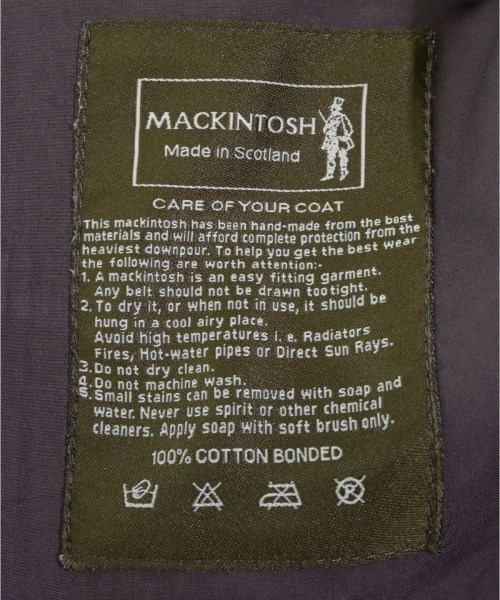 MACKINTOSH
Made in Scotland
CARE OF YOUR COAT
This mackintosh has been hand-made from the best
materials and will afford complete protection from the
heaviest downpour. To help you get the best wear
the following are worth attention:-
1. A mackintosh is an easy fitting garment.
Any belt should not be drawn too tight.
2. To dry it, or when not in use, it should be
hung in a cool airy place.
Avoid high temperatures i. e. Radiators
Fires, Hot-water pipes or Direct Sun Rays.
3. Do not dry clean.
4. Do not machine wash.
5. Small stains can be removed with soap and
water. Never use spirit or other chemical
cleaners. Apply soap with soft brush only.
100% COTTON BONDED